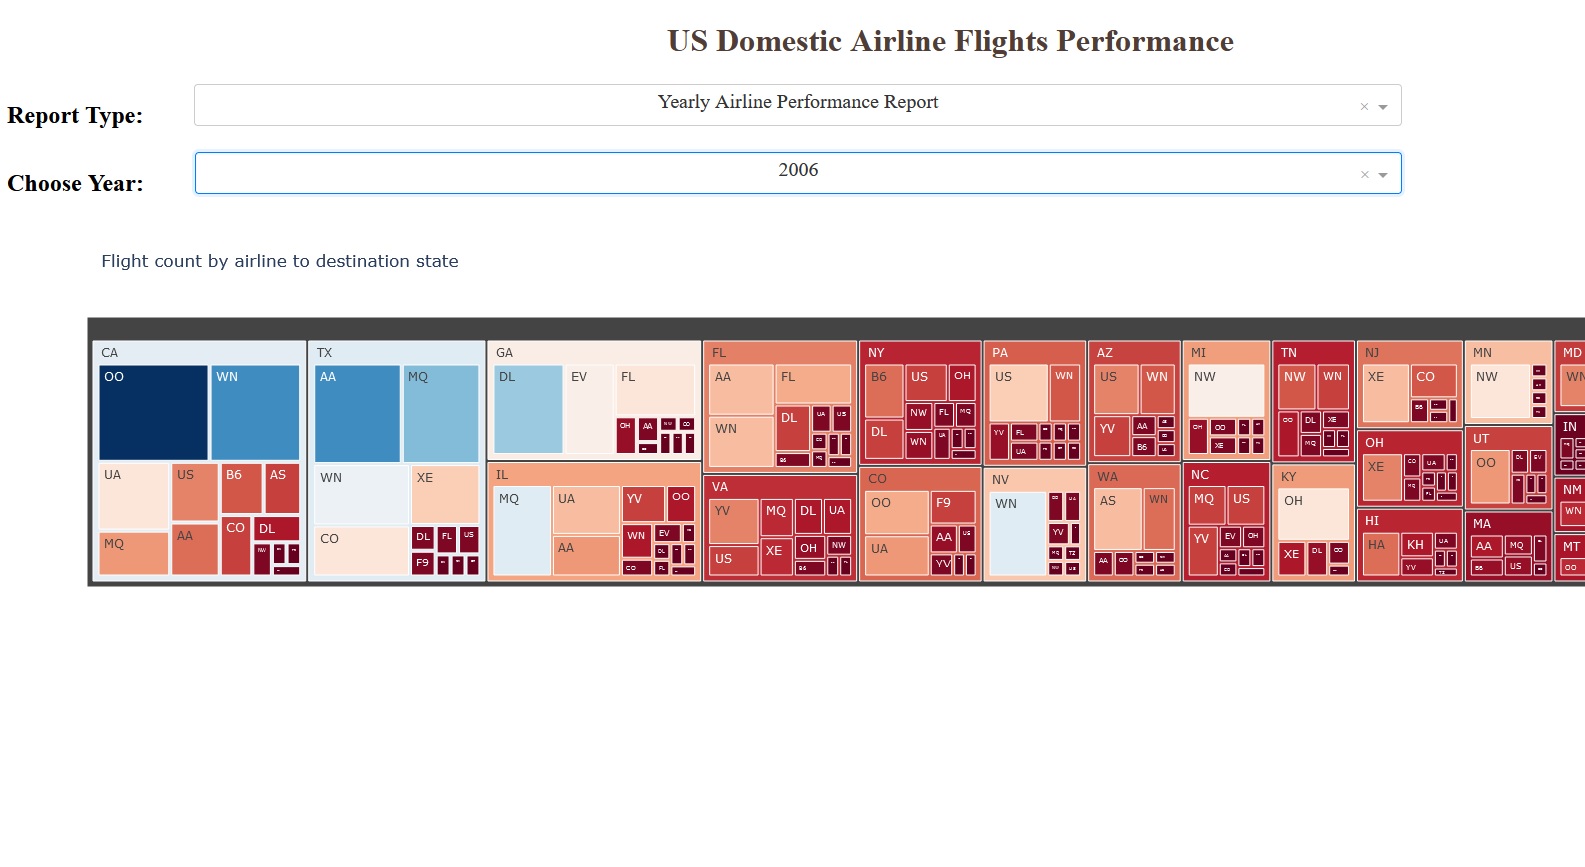 US Domestic Airline Flights Performance
Report Type:
Yearly Airline Performance Report
Choose Year:
2006
Flight count by airline to destination state
CA
OO
WN
UA
US
B6
AS
MQ
AA
CO
DL
NW
TX
AA
MQ
WN
XE
CO
DL
FL
US
F9
GA
DL
EV
FL
OH
AA
IL
MQ
UA
YV
OO
AA
WN
EV
DL
CO
FL
FL
AA
FL
WN
DL
UA
US
CO
B6
MQ
VA
YV
MQ
DL
UA
US
XE
OH
NW
B6
NY
B6
US
OH
DL
NW
FL
MQ
WN
UA
CO
OO
F9
UA
AA
US
YV
PA
US
WN
YV
FL
UA
NV
WN
YV
AZ
US
WN
YV
AA
B6
WA
AS
WN
AA
OO
MI
NW
OH
OO
XE
NC
MQ
US
YV
EV
OH
TN
NW
WN
OO
DL
XE
MQ
KY
OH
XE
DL
OO
NJ
XE
CO
B6
OH
XE
CO
UA
MQ
HI
HA
KH
UA
YV
MN
NW
UT
OO
DL
EV
MA
AA
MQ
B6
US
MD
WN
IN
NM
WN
MT
OO